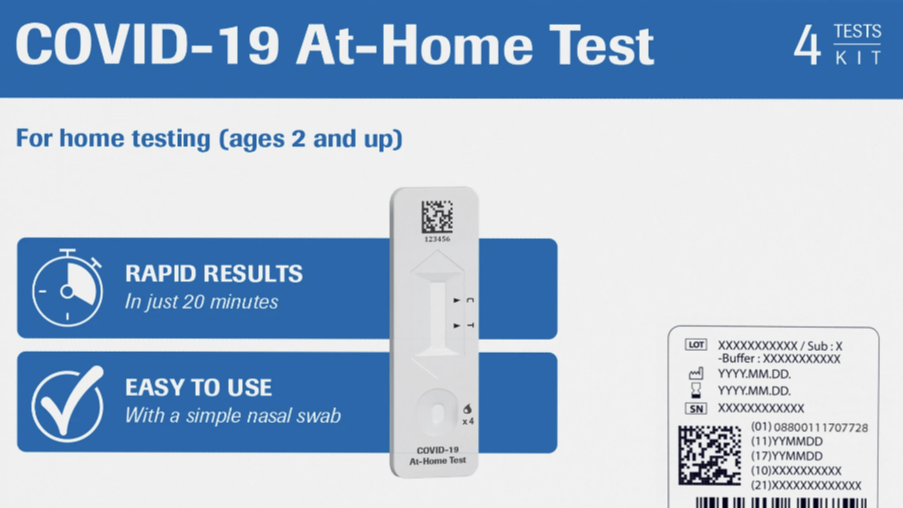 COVID-19 At-Home Test
4 TESTS
KIT
For home testing (ages 2 and up)
RAPID RESULTS
In just 20 minutes
EASY TO USE
With a simple nasal swab
123456
C
T
x4
COVID-19
At-Home Test
LOT XXXXXXXXXXX / Sub : X
-Buffer : XXXXXXXXXXX
YYYY.MM.DD.
YYYY.MM.DD.
SN XXXXXXXXXXXX
(01) 08800111707728
(11)YYMMDD
(17)YYMMDD
(10)XXXXXXXXXX
(21)XXXXXXXXXXXXX